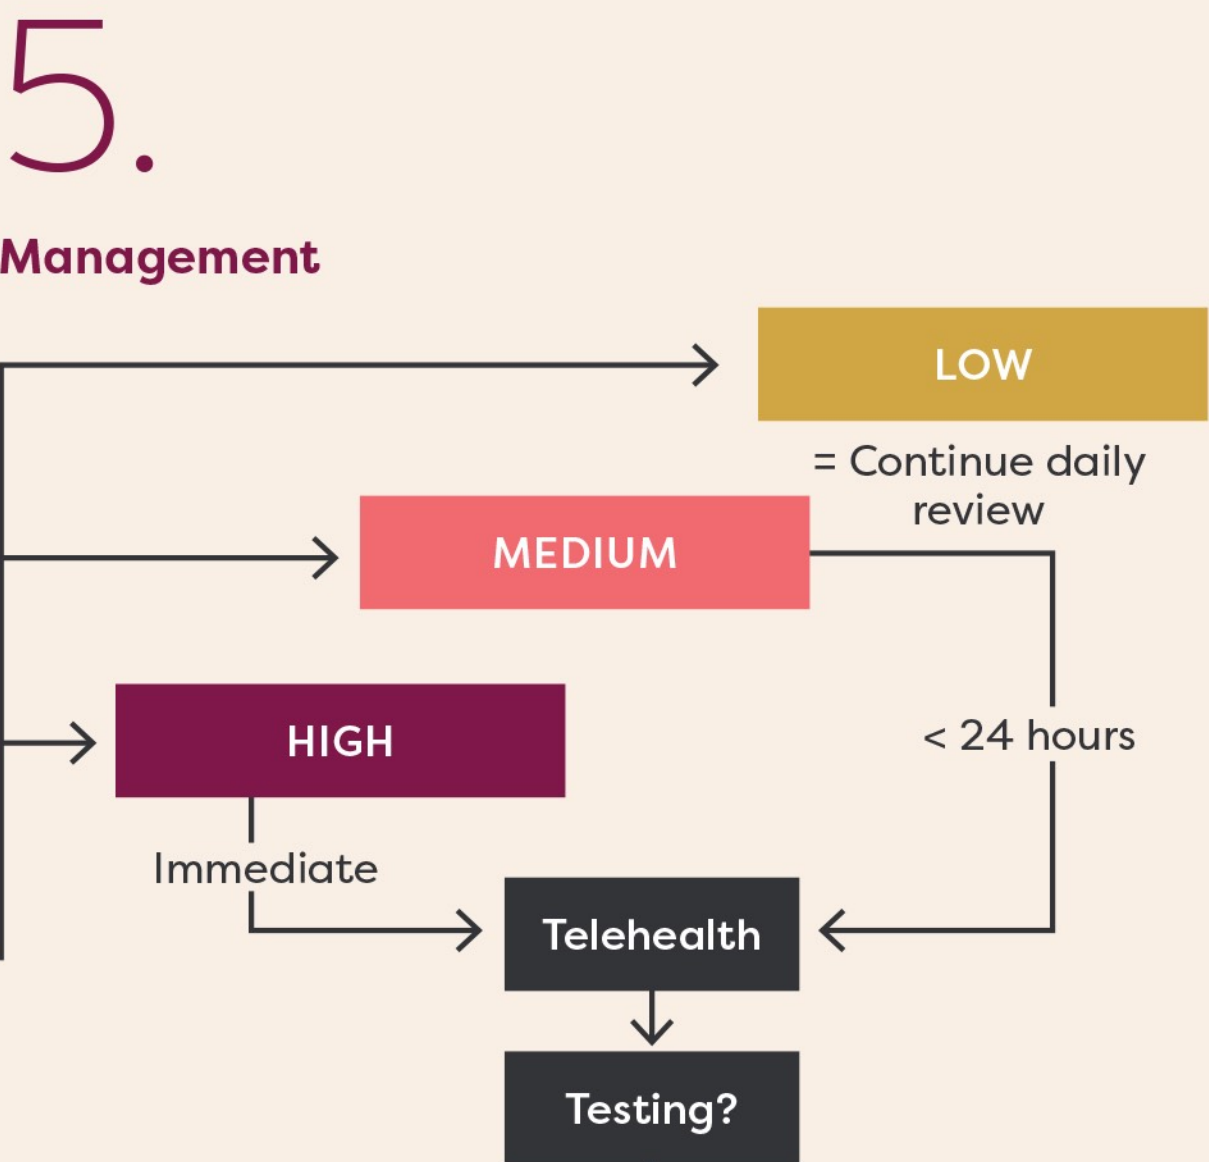 5.
Management
LOW
= Continue daily
review
MEDIUM
HIGH
< 24 hours
Immediate
Telehealth
Testing?